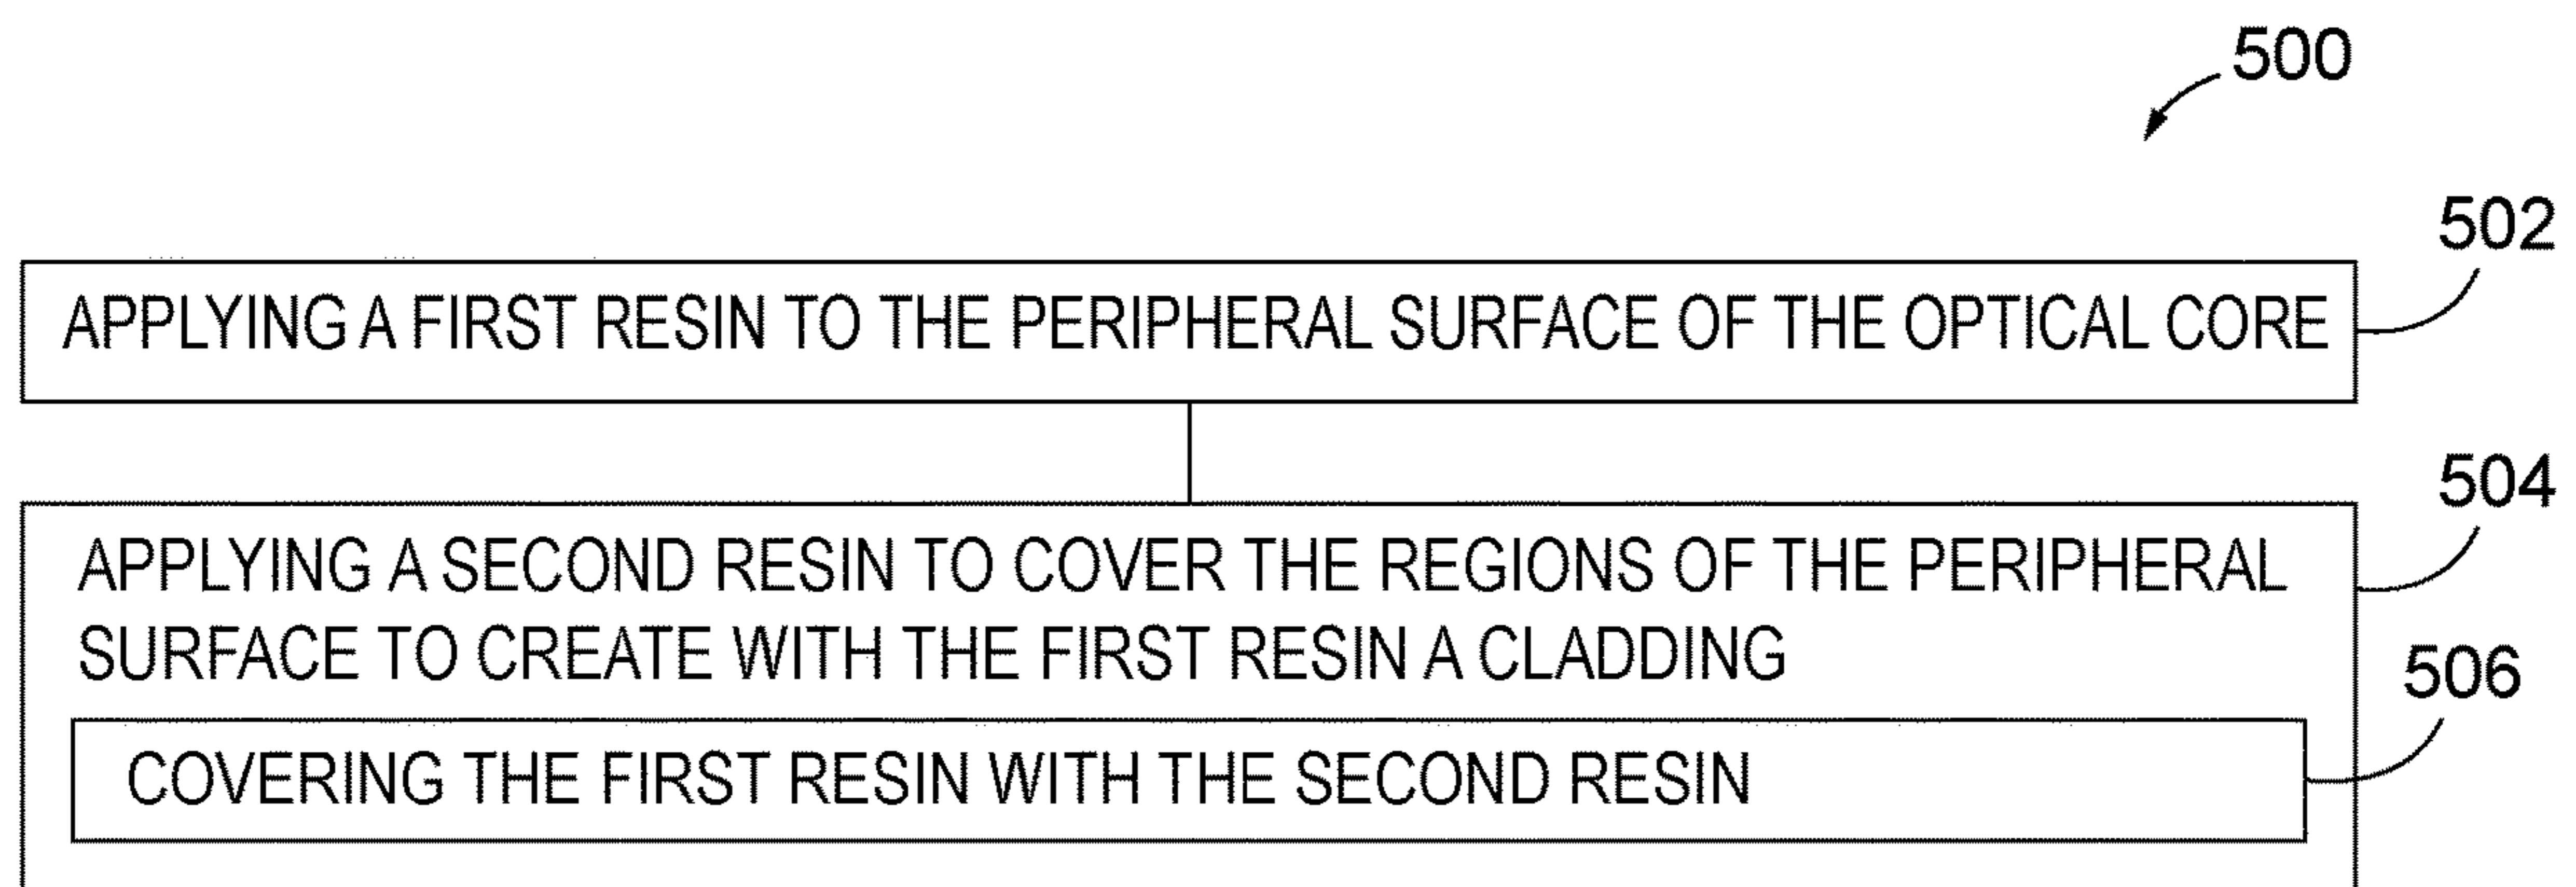 500
502
APPLYING A FIRST RESIN TO THE PERIPHERAL SURFACE OF THE OPTICAL CORE
504
APPLYING A SECOND RESIN TO COVER THE REGIONS OF THE PERIPHERAL
SURFACE TO CREATE WITH THE FIRST RESIN A CLADDING
506
COVERING THE FIRST RESIN WITH THE SECOND RESIN